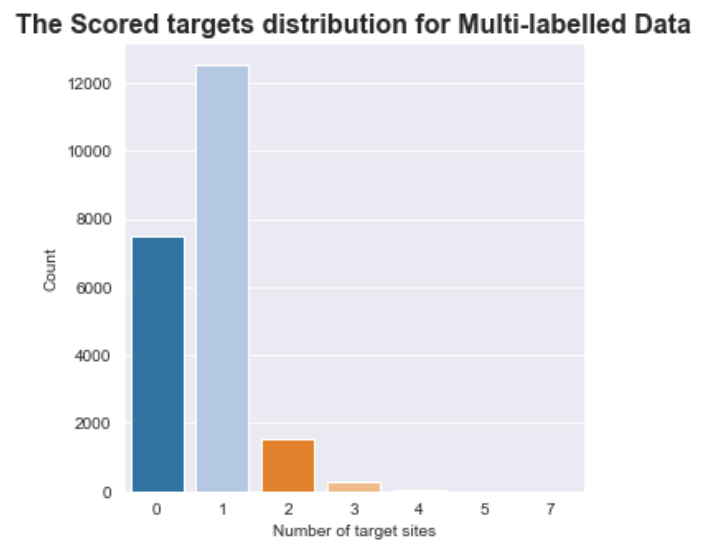 The Scored targets distribution for Multi-labelled Data
12000
10000
8000
6000
4000
2000
0
Count
0 1 2 3 4 5 7
Number of target sites